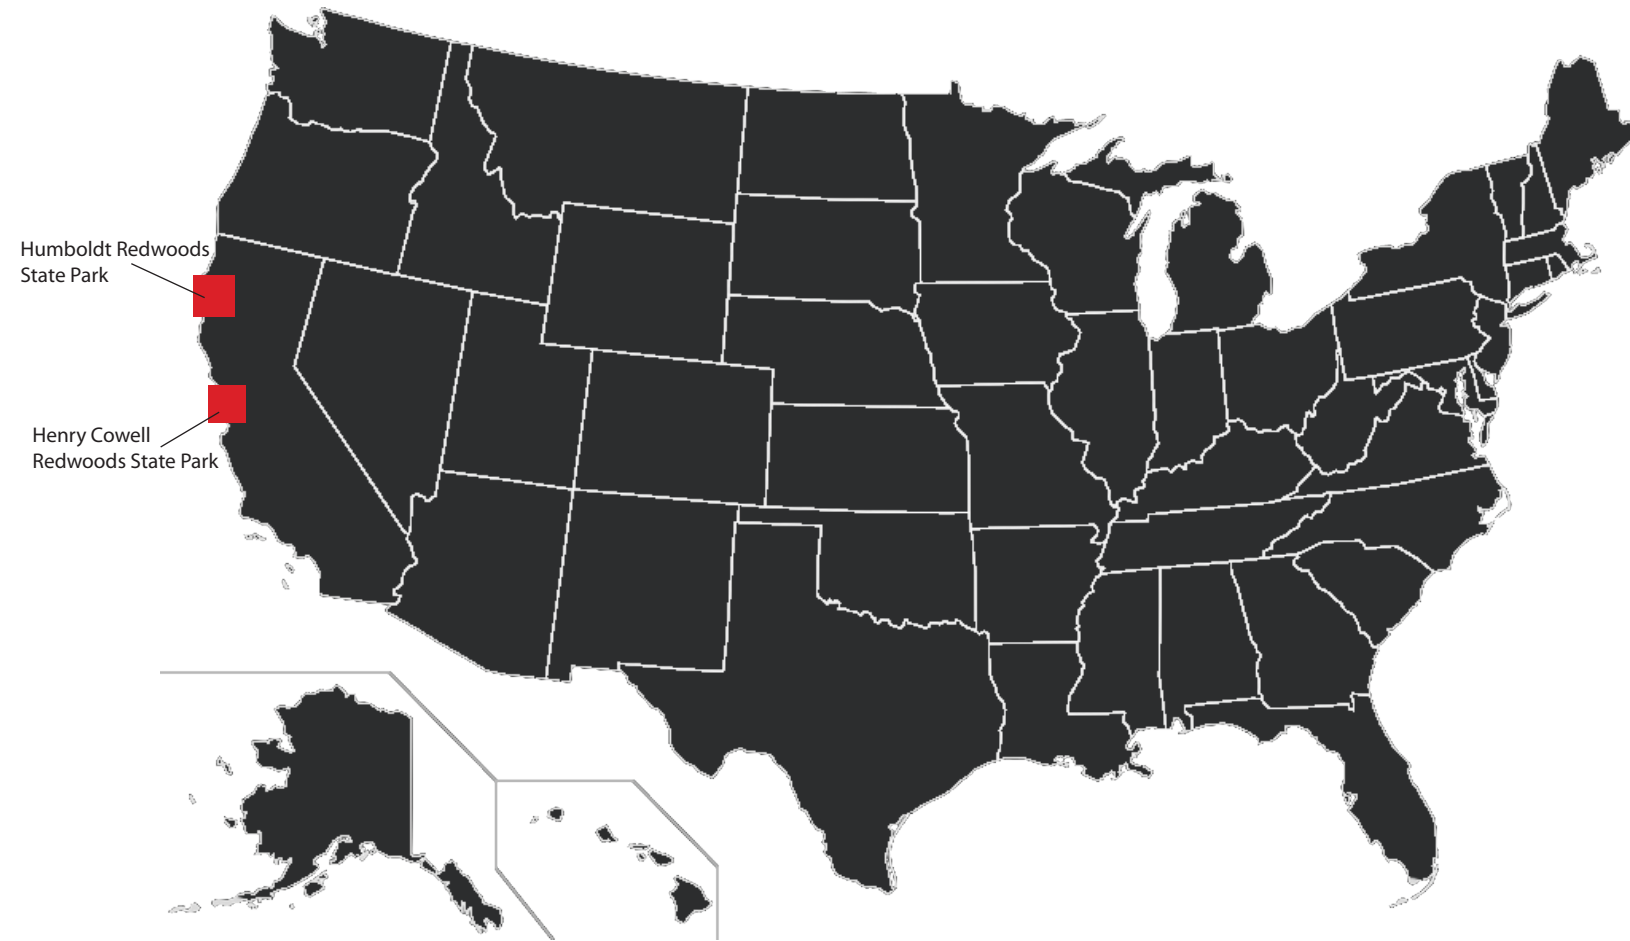 Humboldt Redwoods
State Park
Henry Cowell
Redwoods State Park